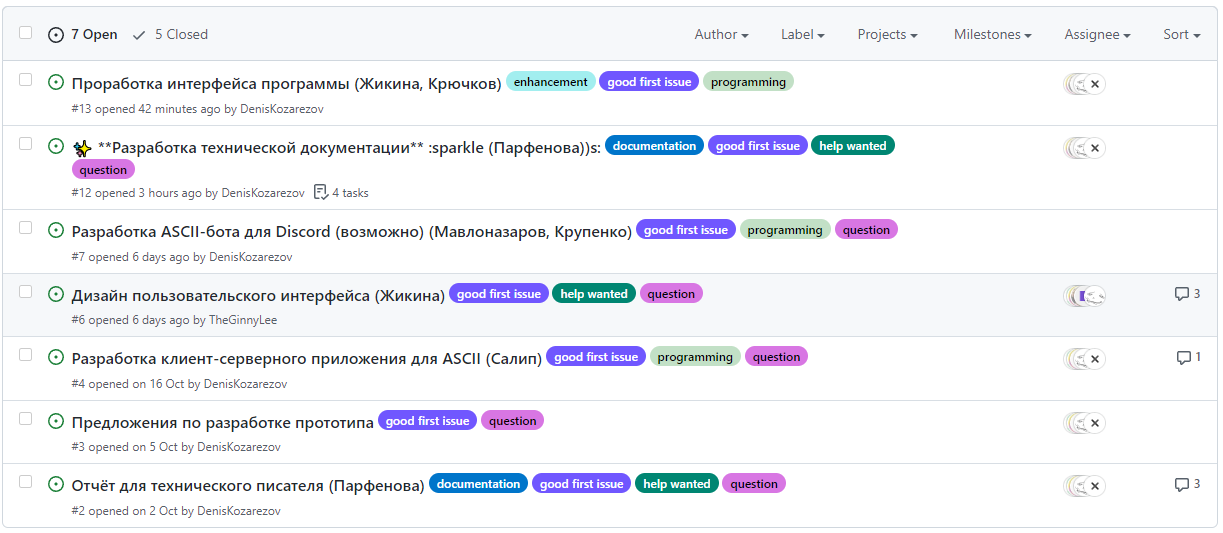 7 Open 5 Closed Author Label Projects Milestones Assignee Sort
Проработка интерфейса программы (Жикина, Крючков) enhancement good first issue programming
#13 opened 42 minutes ago by DenisKozarezov
**Разработка технической документации** :sparkle (Парфенова))s: documentation good first issue help wanted
question
#12 opened 3 hours ago by DenisKozarezov 4 tasks
Разработка ASCII-бота для Discord (возможно) (Мавлоназаров, Крупенко) good first issue programming question
#7 opened 6 days ago by DenisKozarezov
Дизайн пользовательского интерфейса (Жикина) good first issue help wanted question 3
#6 opened 6 days ago by TheGinnyLee
Разработка клиент-серверного приложения для ASCII (Салип) good first issue programming question 1
#4 opened on 16 Oct by DenisKozarezov
Предложения по разработке прототипа good first issue question
#3 opened on 5 Oct by DenisKozarezov
Отчёт для технического писателя (Парфенова) documentation good first issue help wanted question 3
#2 opened on 2 Oct by DenisKozarezov